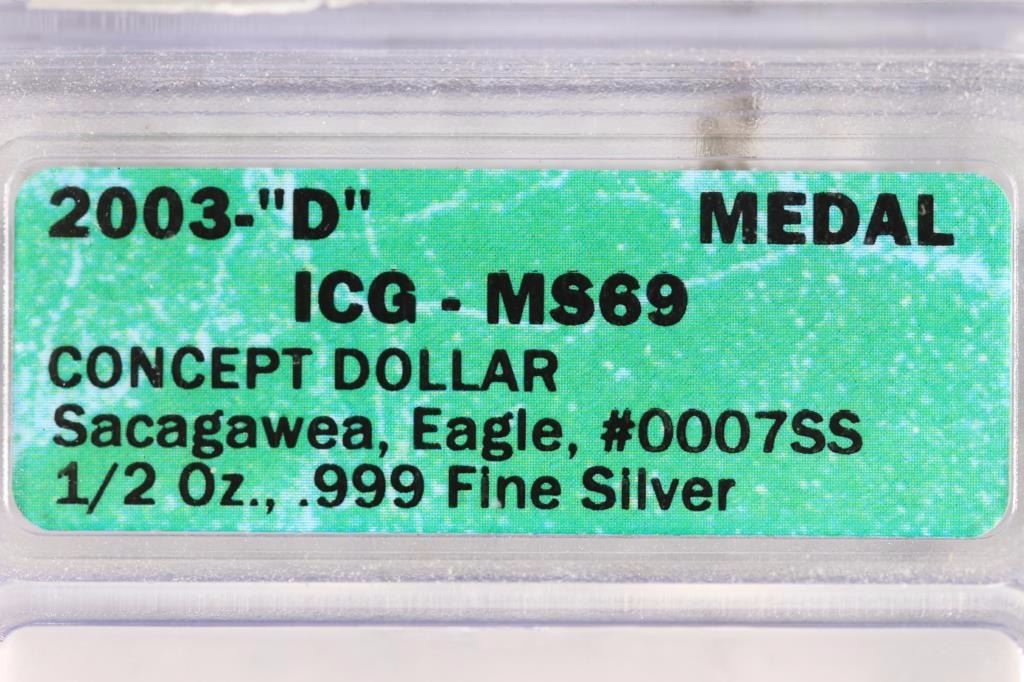 2003-"D" MEDAL
ICG - MS69
CONCEPT DOLLAR
Sacagawea, Eagle, #0007SS
1/2 Oz., .999 Fine Silver